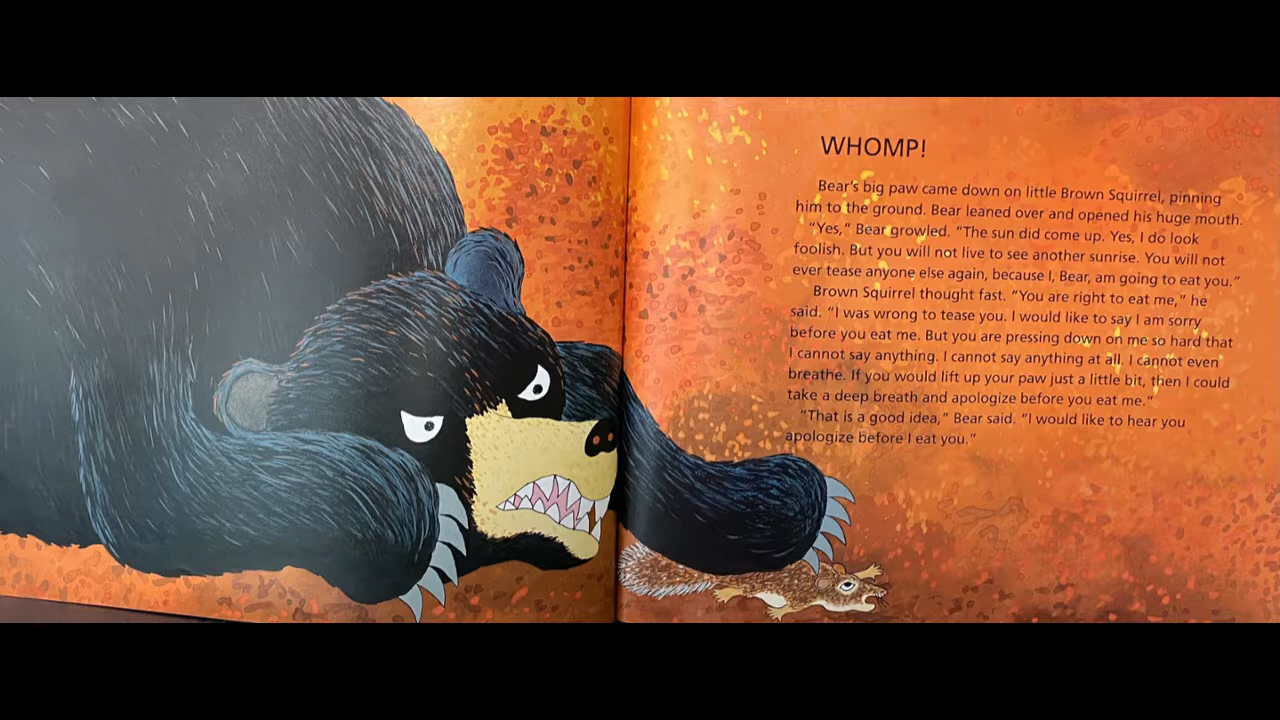 WHOMP!
Bear’s big paw came down on little Brown Squirrel, pinning
him to the ground. Bear leaned over and opened his huge mouth.
“Yes,” Bear growled. “The sun did come up. Yes, I do look
foolish. But you will not live to see another sunrise. You will not
ever tease anyone else again, because I, Bear, am going to eat you.”
Brown Squirrel thought fast. “You are right to eat me,” he
said. “I was wrong to tease you. I would like to say I am sorry
before you eat me. But you are pressing down on me so hard that
I cannot say anything. I cannot say anything at all. I cannot even
breathe. If you would lift up your paw just a little bit, then I could
take a deep breath and apologize before you eat me.”
“That is a good idea,” Bear said. “I would like to hear you
apologize before I eat you.”